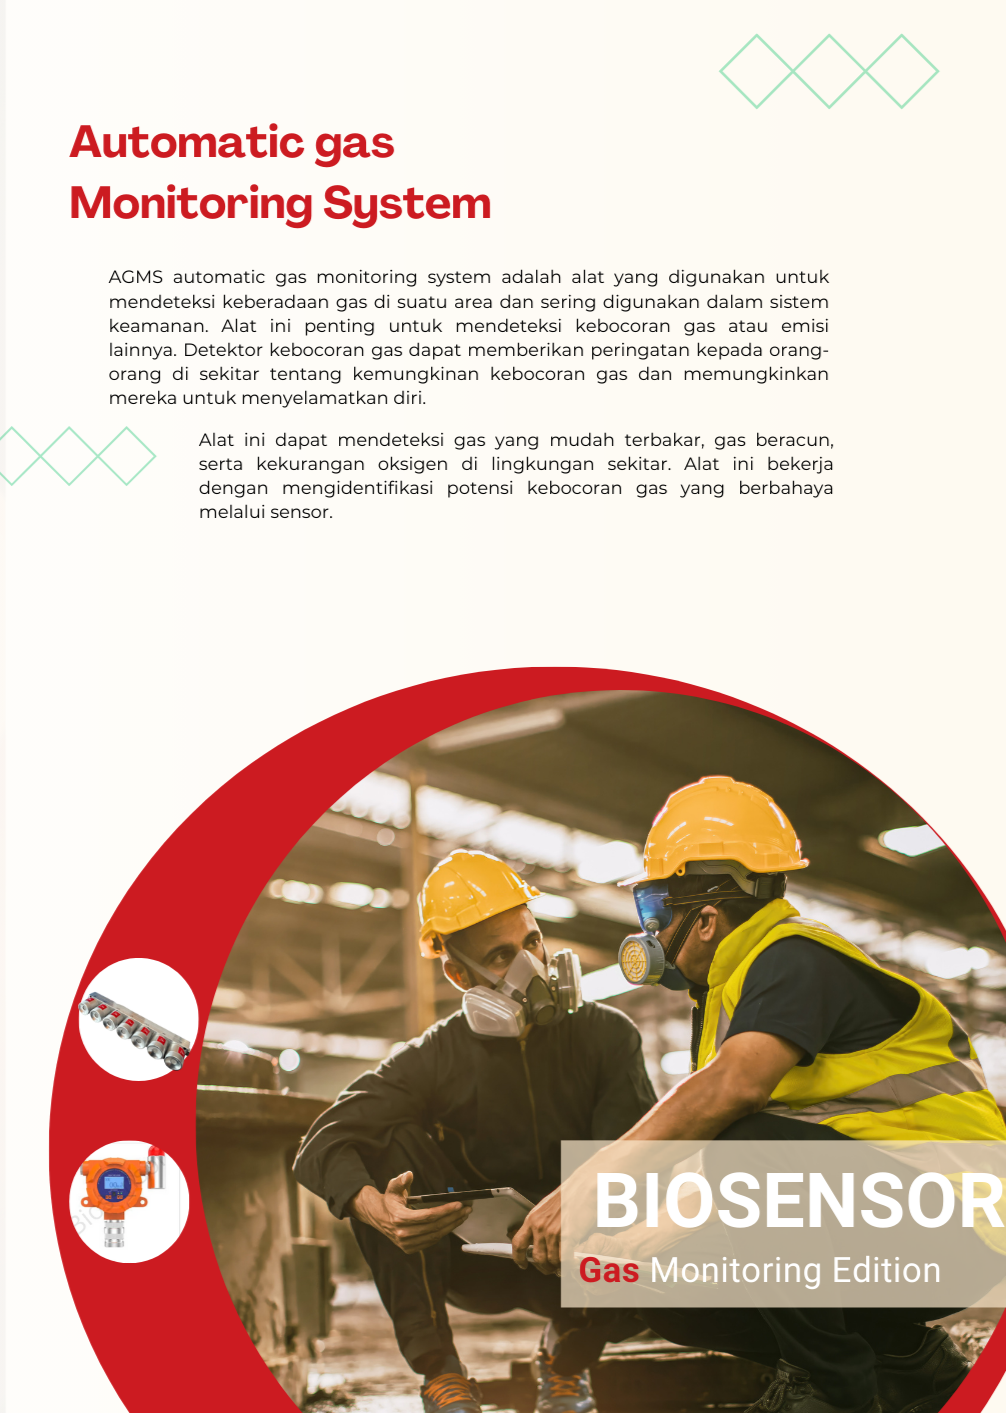 Automatic gas
Monitoring System
AGMS automatic gas monitoring system adalah alat yang digunakan untuk
mendeteksi keberadaan gas di suatu area dan sering digunakan dalam sistem
keamanan. Alat ini penting untuk mendeteksi kebocoran gas atau emisi
lainnya. Detektor kebocoran gas dapat memberikan peringatan kepada orang-
orang di sekitar tentang kemungkinan kebocoran gas dan memungkinkan
mereka untuk menyelamatkan diri.
Alat ini dapat mendeteksi gas yang mudah terbakar, gas beracun,
serta kekurangan oksigen di lingkungan sekitar. Alat ini bekerja
dengan mengidentifikasi potensi kebocoran gas yang berbahaya
melalui sensor.
BIOSENSOR
Gas Monitoring Edition